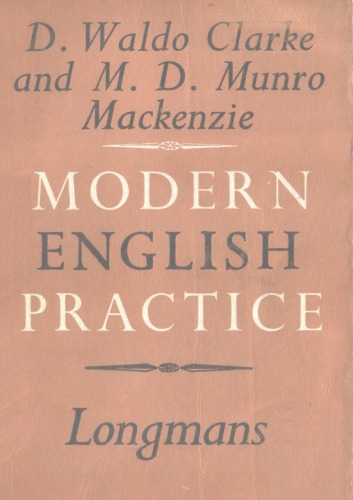 D. Waldo Clarke
and M. D. Munro
Mackenzie
MODERN
ENGLISH
PRACTICE
Longmans